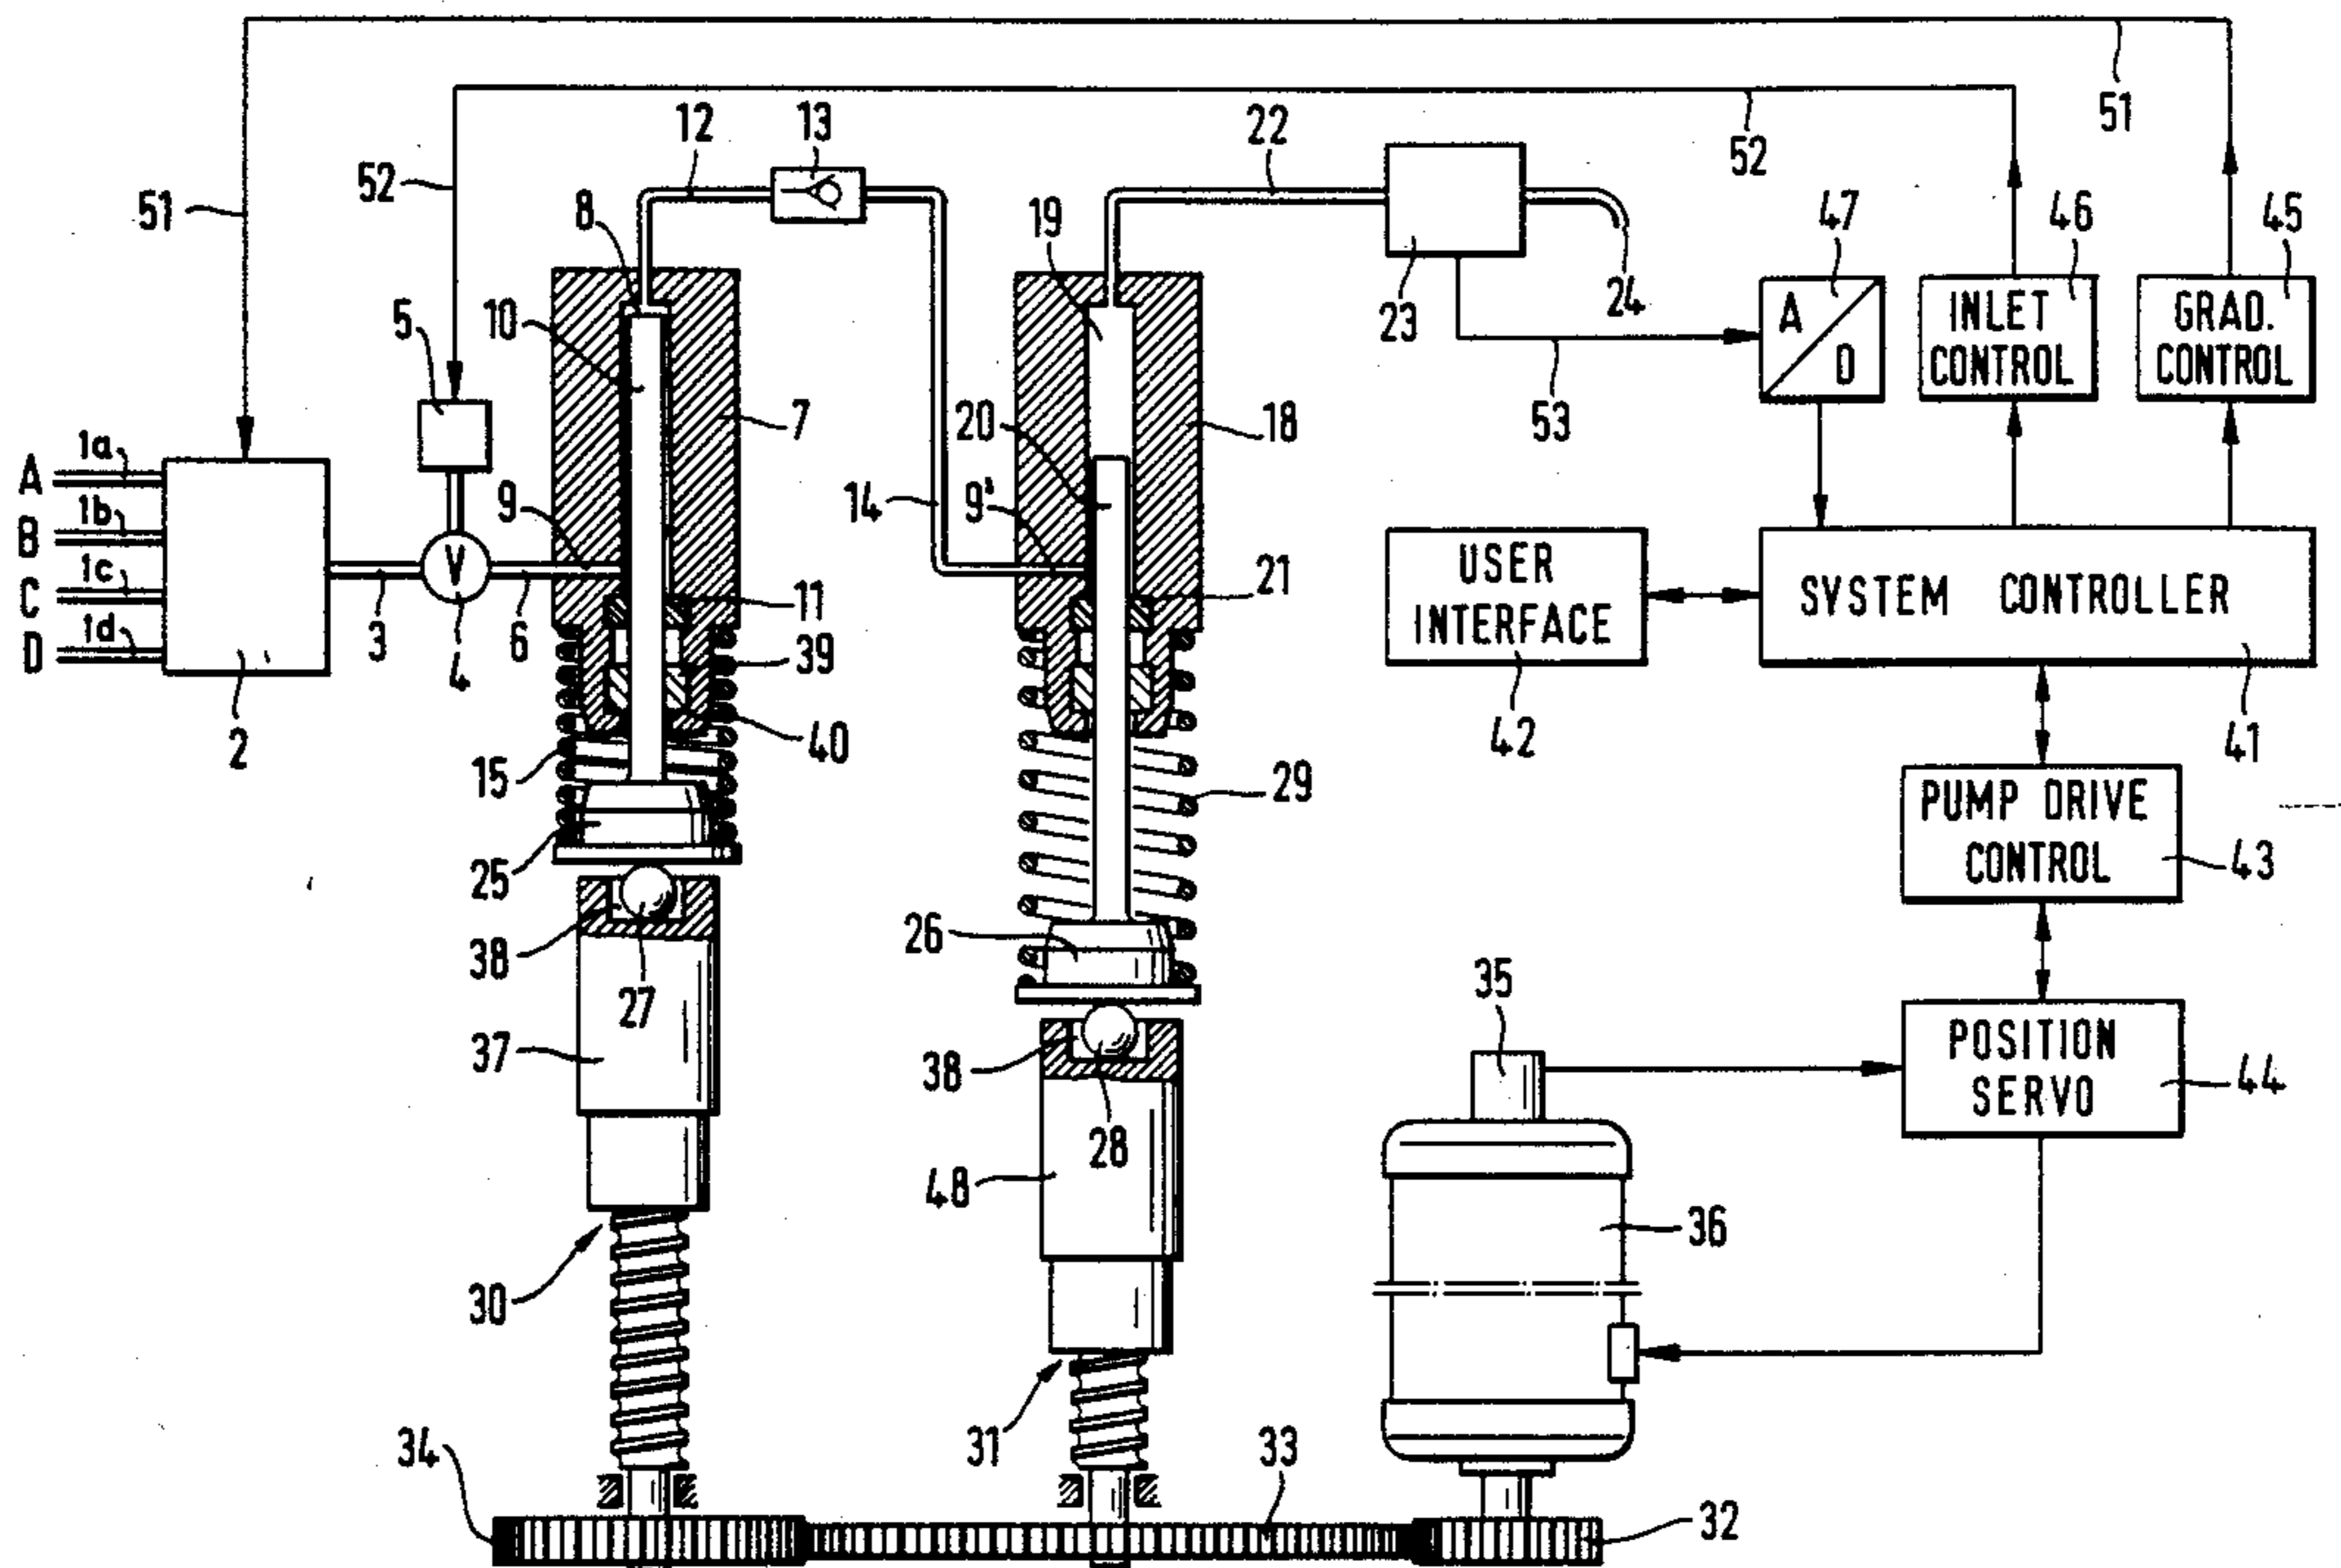 51
52
52
51
12
13
22
8
19
47
46
45
A
D
INLET
CONTROL
GRAD.
CONTROL
23
24
5
10
7
20
18
53
A
1a
B
1b
C
1c
D
1d
9
14
9'
V
3
4
6
11
39
21
USER
INTERFACE
SYSTEM CONTROLLER
2
15
40
42
41
29
25
PUMP DRIVE
CONTROL
43
38
27
26
35
37
38
28
POSITION
SERVO
44
48
36
30
31
34
33
32